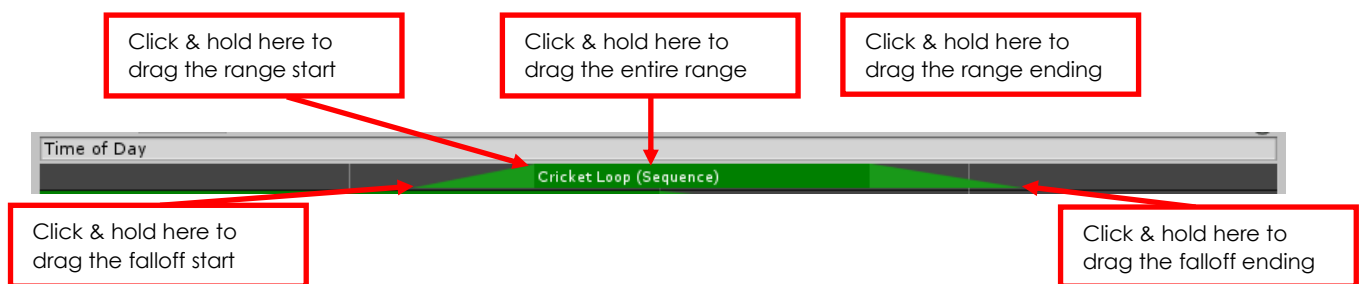 Click & hold here to
drag the range start
Click & hold here to
drag the entire range
Click & hold here to
drag the range ending
Time of Day
Cricket Loop (Sequence)
Click & hold here to
drag the falloff start
Click & hold here to
drag the falloff ending